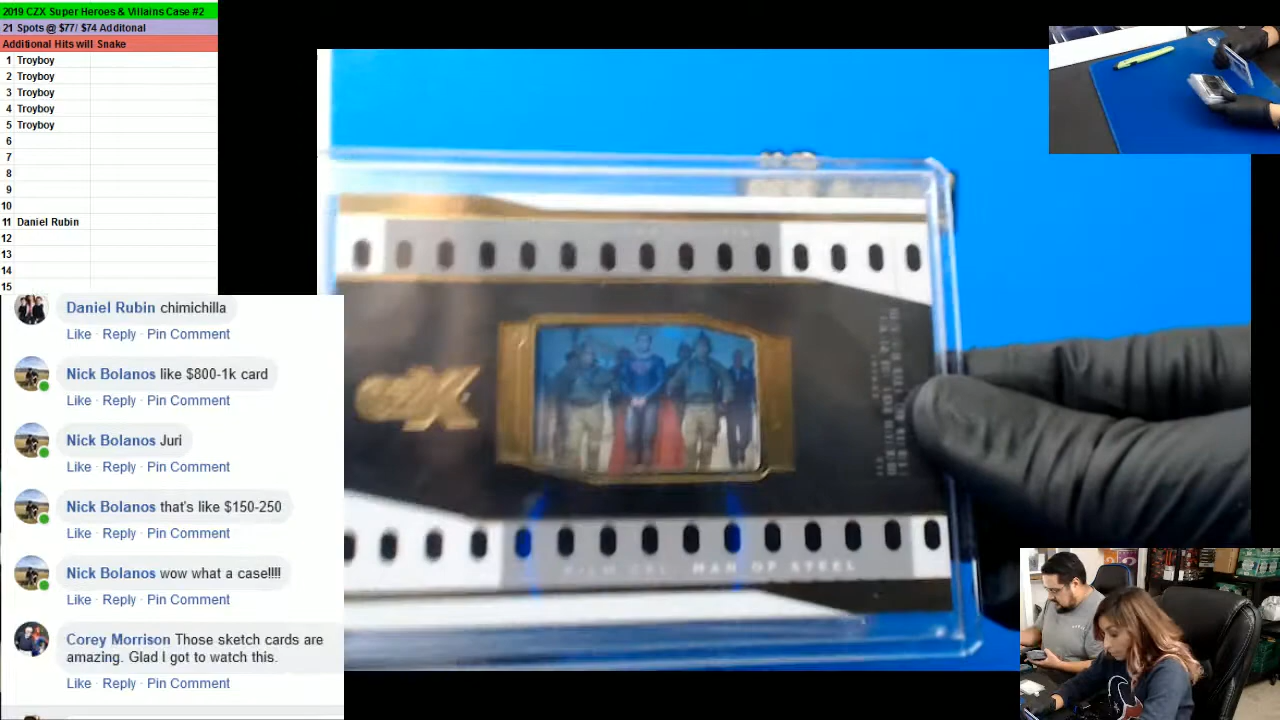 2019 CZX Super Heroes & Villains Case #2
21 Spots @ $77/ $74 Additonal
Additional Hits will Snake
1 Troyboy
2 Troyboy
3 Troyboy
4 Troyboy
5 Troyboy
6
7
8
9
10
11 Daniel Rubin
12
13
14
15
Daniel Rubin chimichilla
Like · Reply · Pin Comment
Nick Bolanos like $800-1k card
Like · Reply · Pin Comment
Nick Bolanos Juri
Like · Reply · Pin Comment
Nick Bolanos that's like $150-250
Like · Reply · Pin Comment
Nick Bolanos wow what a case!!!!
Like · Reply · Pin Comment
Corey Morrison Those sketch cards are
amazing. Glad I got to watch this.
Like · Reply · Pin Comment
CZX
MAN OF STEEL